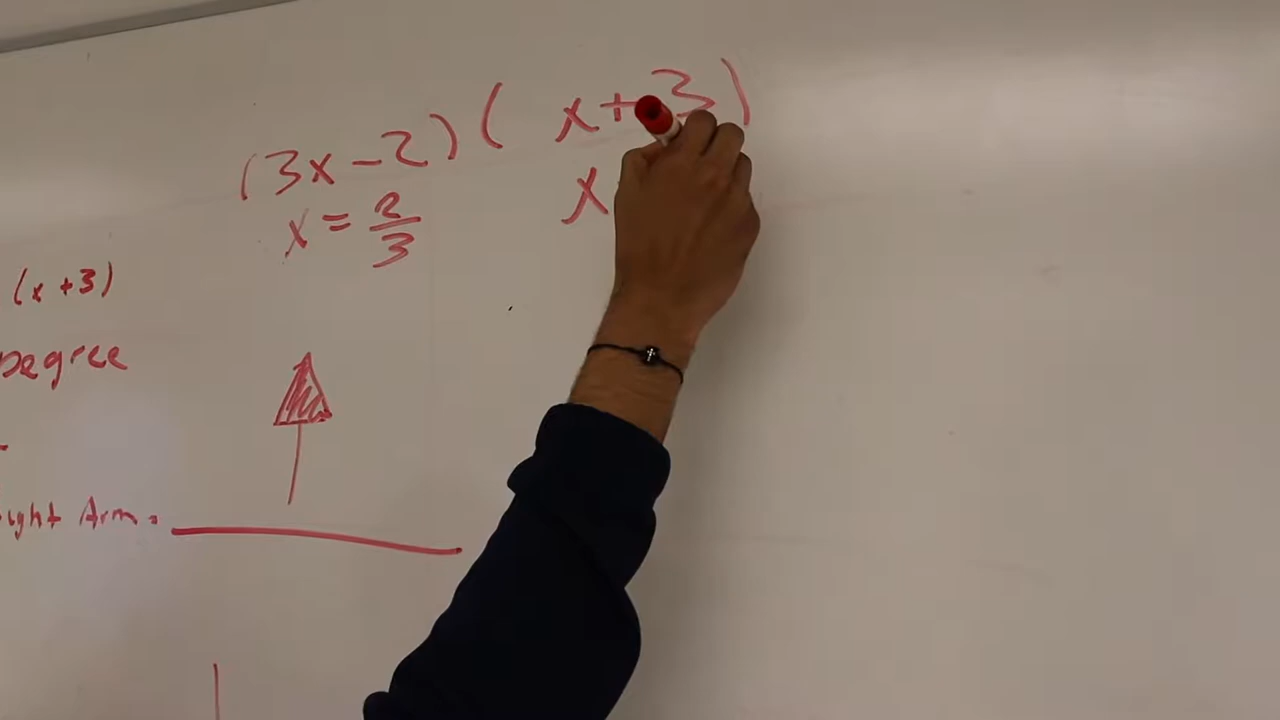 (3x-2)(x+3)
x = 2/3
x
(x+3)
Degree
Arm.